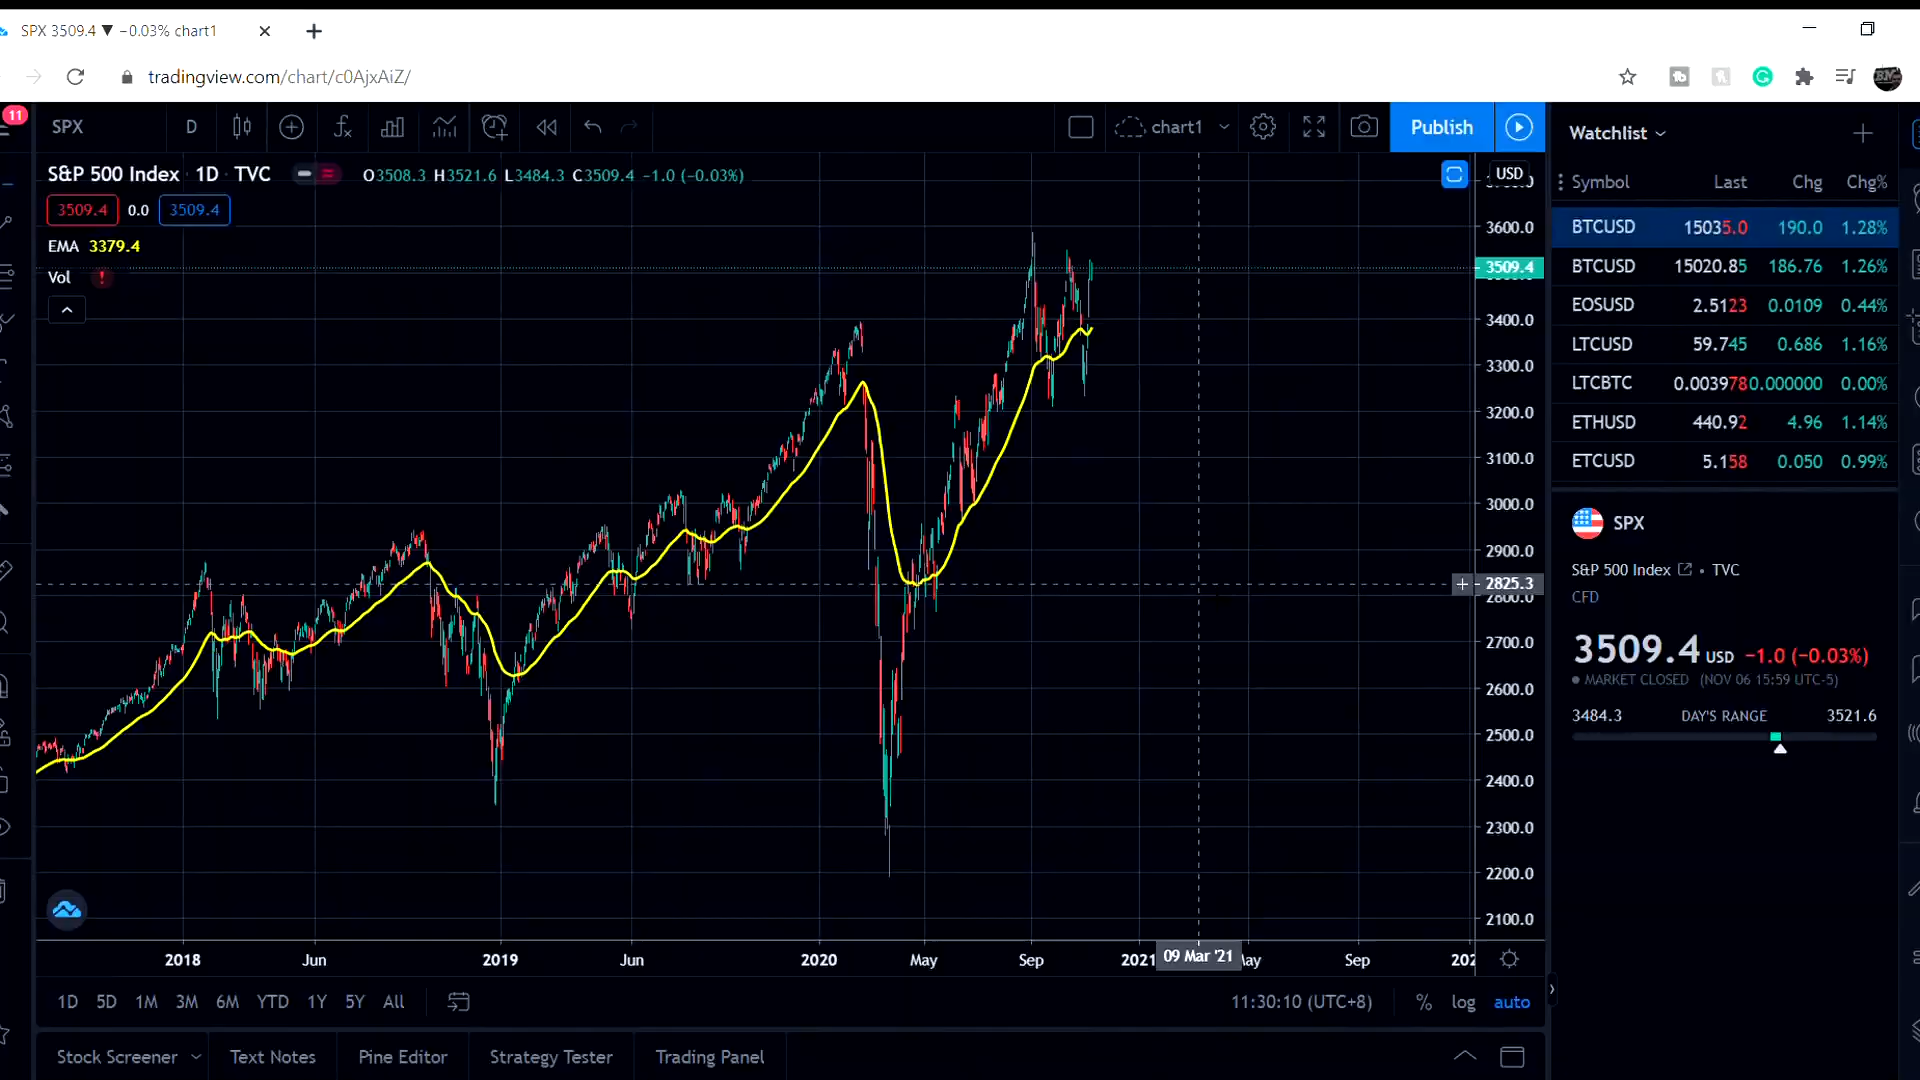 SPX 3509.4 ▼ −0.03% chart1
tradingview.com/chart/c0AjxAiZ/
11
SPX D chart1 Publish
S&P 500 Index 1D TVC O3508.3 H3521.6 L3484.3 C3509.4 −1.0 (−0.03%)
3509.4 0.0 3509.4
EMA 3379.4
Vol !
USD
3600.0
3509.4
3400.0
3300.0
3200.0
3100.0
3000.0
2900.0
2825.3
2800.0
2700.0
2600.0
2500.0
2400.0
2300.0
2200.0
2100.0
2018 Jun 2019 Jun 2020 May Sep 2021 09 Mar '21 Sep
1D 5D 1M 3M 6M YTD 1Y 5Y All 11:30:10 (UTC+8) % log auto
Stock Screener Text Notes Pine Editor Strategy Tester Trading Panel
Watchlist
Symbol Last Chg Chg%
BTCUSD 15035.0 190.0 1.28%
BTCUSD 15020.85 186.76 1.26%
EOSUSD 2.5123 0.0109 0.44%
LTCUSD 59.745 0.686 1.16%
LTCBTC 0.003978 0.000000 0.00%
ETHUSD 440.92 4.96 1.14%
ETCUSD 5.158 0.050 0.99%
SPX
S&P 500 Index • TVC
CFD
3509.4 USD −1.0 (−0.03%)
MARKET CLOSED (NOV 06 15:59 UTC-5)
3484.3 DAY'S RANGE 3521.6